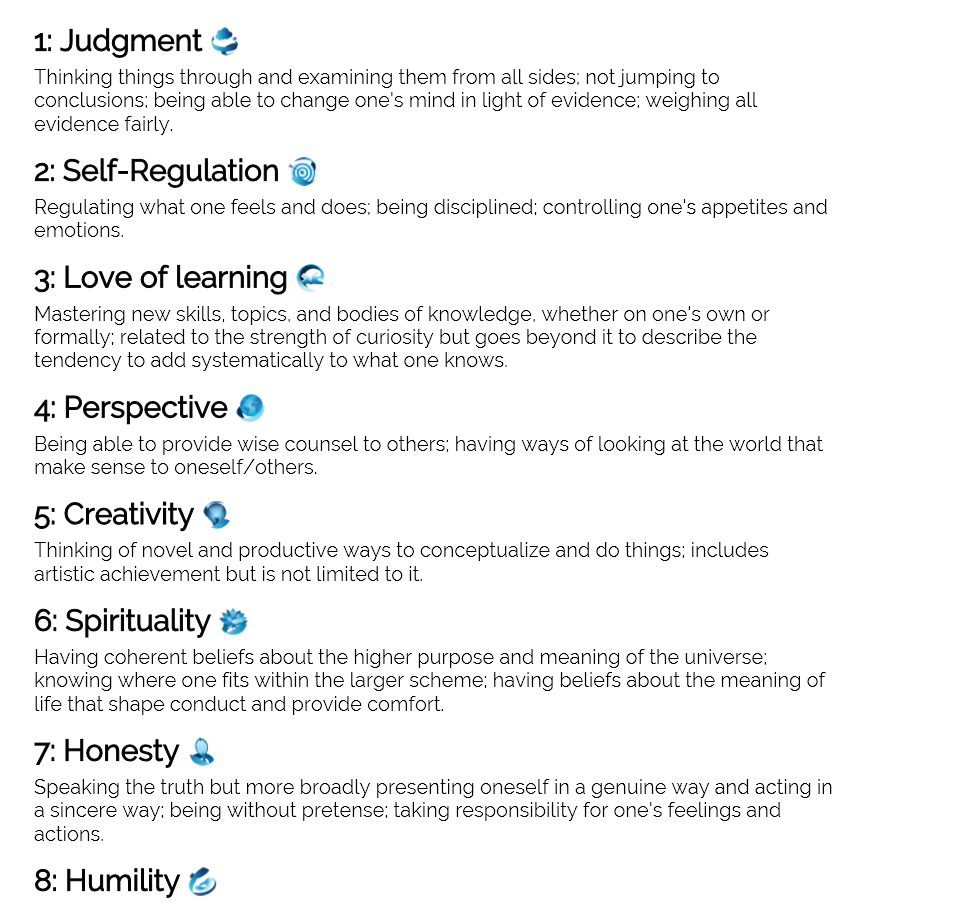 1: Judgment
Thinking things through and examining them from all sides; not jumping to
conclusions; being able to change one's mind in light of evidence; weighing all
evidence fairly.
2: Self-Regulation
Regulating what one feels and does; being disciplined; controlling one's appetites and
emotions.
3: Love of learning
Mastering new skills, topics, and bodies of knowledge, whether on one's own or
formally; related to the strength of curiosity but goes beyond it to describe the
tendency to add systematically to what one knows.
4: Perspective
Being able to provide wise counsel to others; having ways of looking at the world that
make sense to oneself/others.
5: Creativity
Thinking of novel and productive ways to conceptualize and do things; includes
artistic achievement but is not limited to it.
6: Spirituality
Having coherent beliefs about the higher purpose and meaning of the universe;
knowing where one fits within the larger scheme; having beliefs about the meaning of
life that shape conduct and provide comfort.
7: Honesty
Speaking the truth but more broadly presenting oneself in a genuine way and acting in
a sincere way; being without pretense; taking responsibility for one's feelings and
actions.
8: Humility